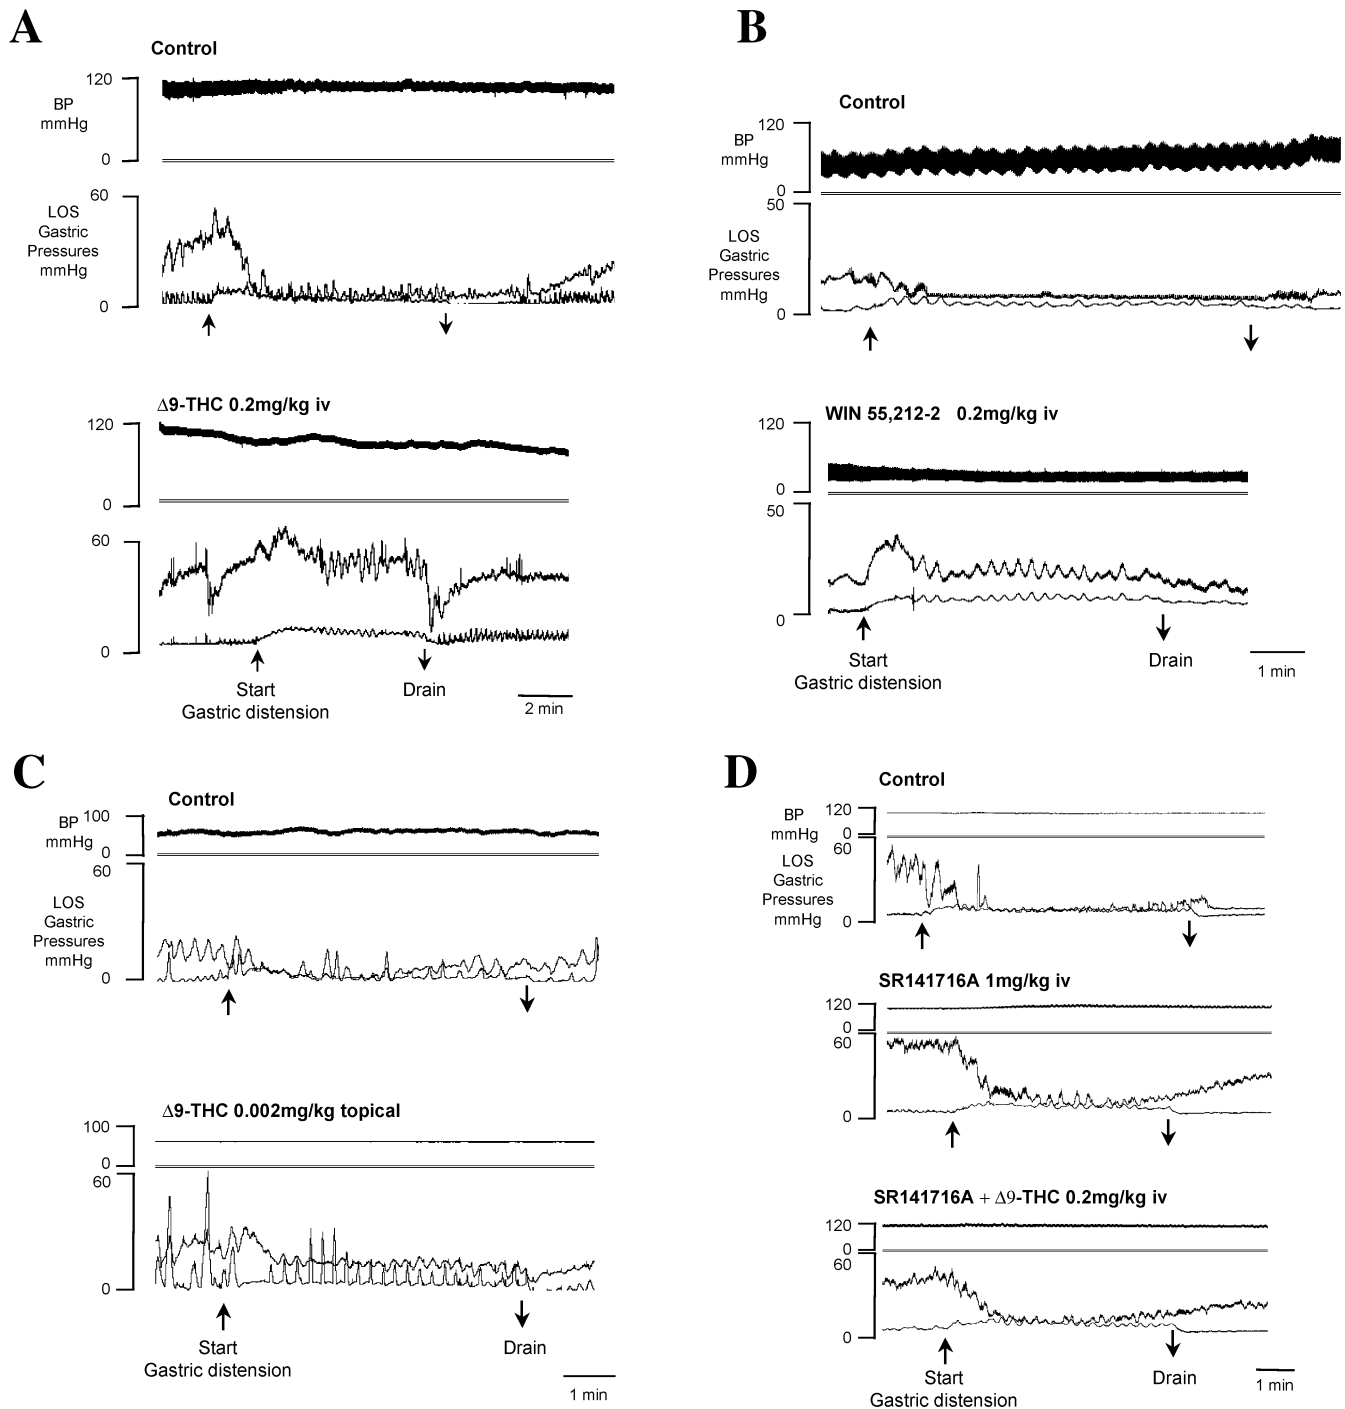 A
Control
120
BP
mmHg
0
60
LOS
Gastric
Pressures
mmHg
0
Δ9-THC 0.2mg/kg iv
120
0
60
0
Start
Gastric distension
Drain
2 min
B
Control
120
BP
mmHg
0
50
LOS
Gastric
Pressures
mmHg
0
WIN 55,212-2 0.2mg/kg iv
120
0
50
0
Start
Gastric distension
Drain
1 min
C
Control
100
BP
mmHg
0
60
LOS
Gastric
Pressures
mmHg
0
Δ9-THC 0.002mg/kg topical
100
0
60
0
Start
Gastric distension
Drain
1 min
D
Control
120
BP
mmHg
0
60
LOS
Gastric
Pressures
mmHg
0
SR141716A 1mg/kg iv
120
0
60
0
SR141716A + Δ9-THC 0.2mg/kg iv
120
0
60
0
Start
Gastric distension
Drain
1 min